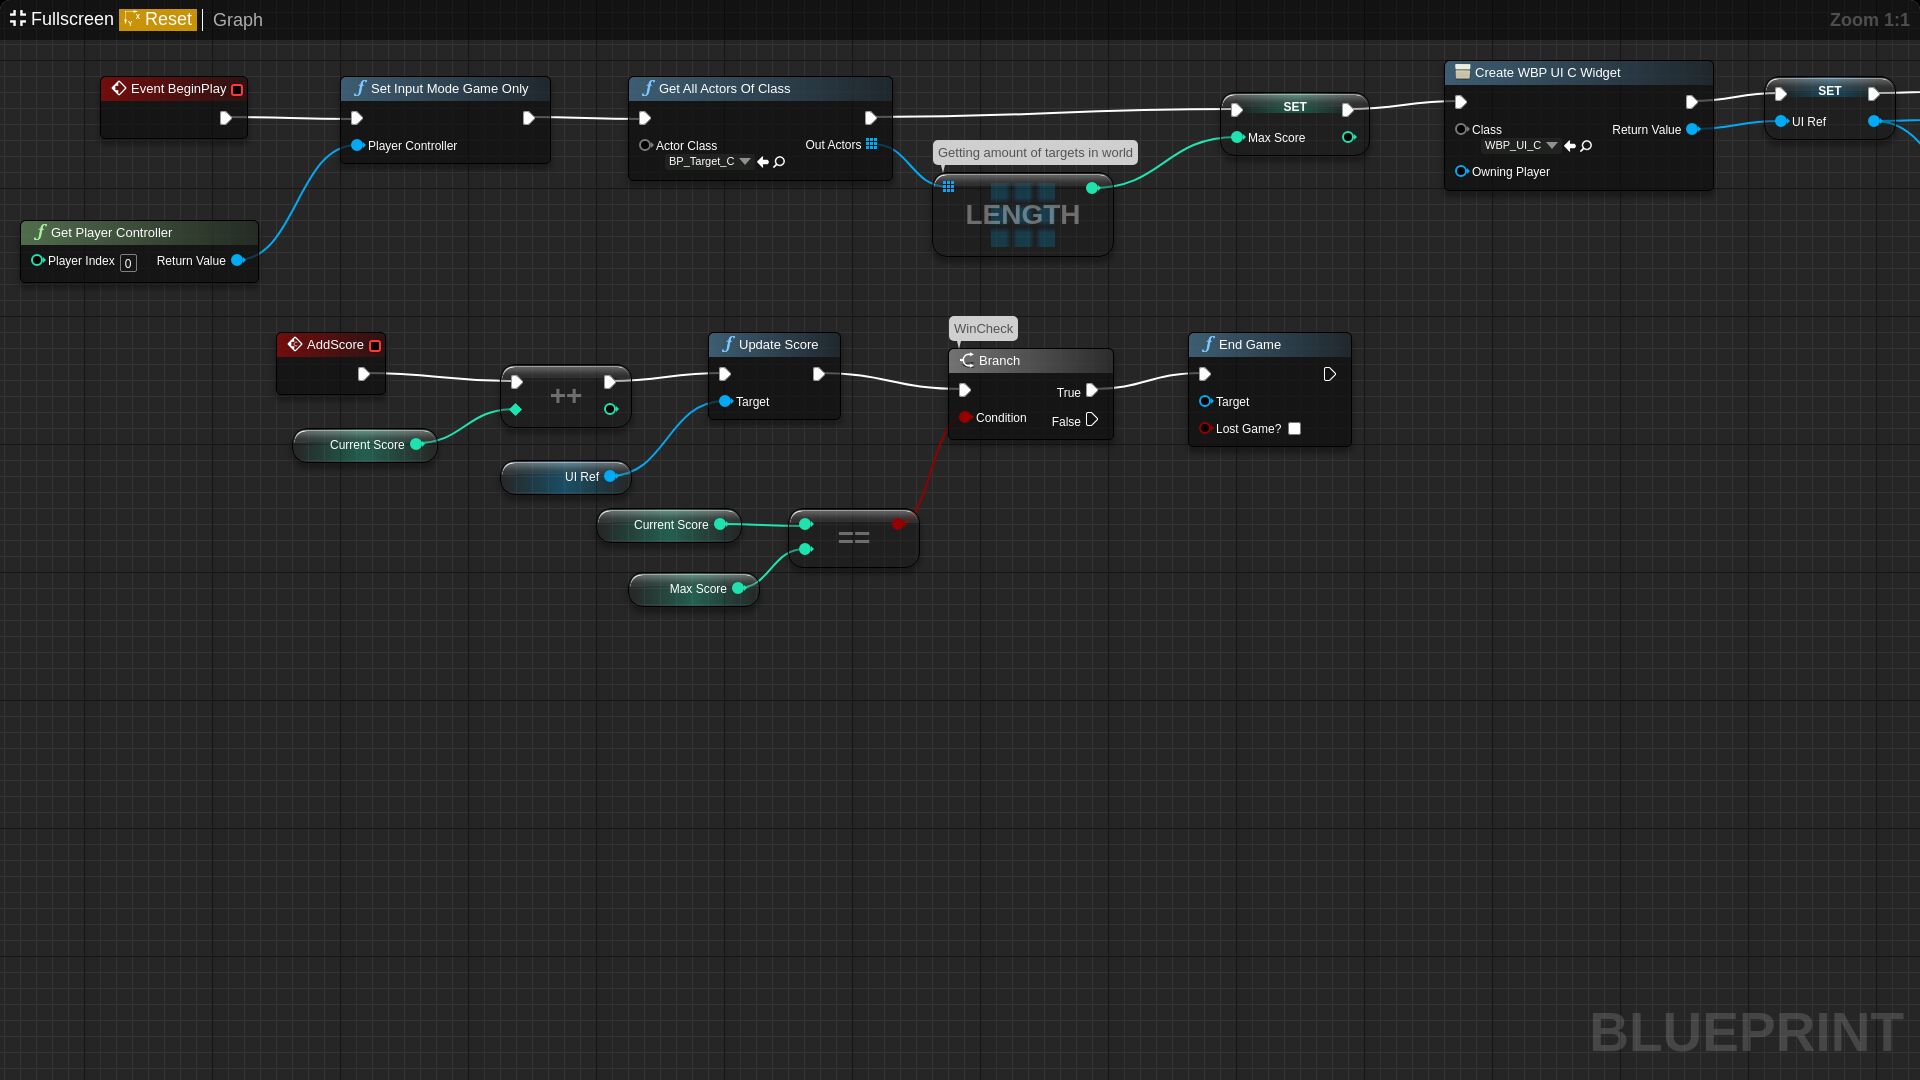 Fullscreen Reset Graph
Zoom 1:1
Event BeginPlay
Set Input Mode Game Only
Player Controller
Get All Actors Of Class
Actor Class
BP_Target_C
Out Actors
Getting amount of targets in world
LENGTH
SET
Max Score
Create WBP UI C Widget
Class
WBP_UI_C
Return Value
Owning Player
SET
UI Ref
Get Player Controller
Player Index 0
Return Value
AddScore
Current Score
++
UI Ref
Update Score
Target
WinCheck
Branch
True
Condition
False
End Game
Target
Lost Game?
Current Score
==
Max Score
BLUEPRINT